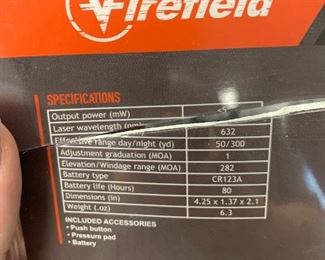 Firefield
SPECIFICATIONS
Output power (mW)
Laser wavelength 632
Effective range day/night (yd) 50/300
Adjustment graduation (MOA) 1
Elevation/Windage range (MOA) 282
Battery type CR123A
Battery life (Hours) 80
Dimensions (in) 4.25 x 1.37 x 2.1
Weight (.oz) 6.3
INCLUDED ACCESSORIES
• Push button
• Pressure pad
• Battery